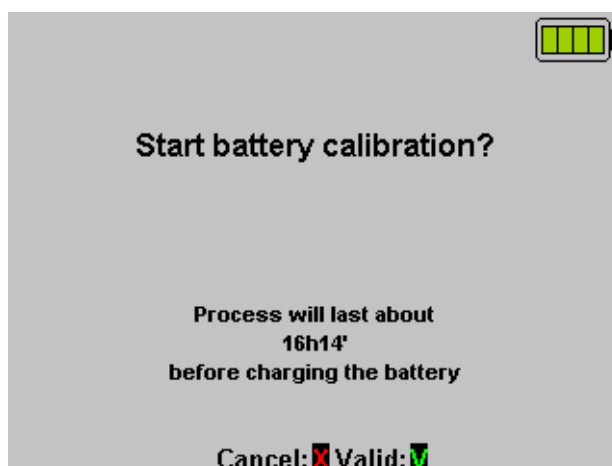 Start battery calibration?
Process will last about
16h14'
before charging the battery
Cancel:X Valid:V